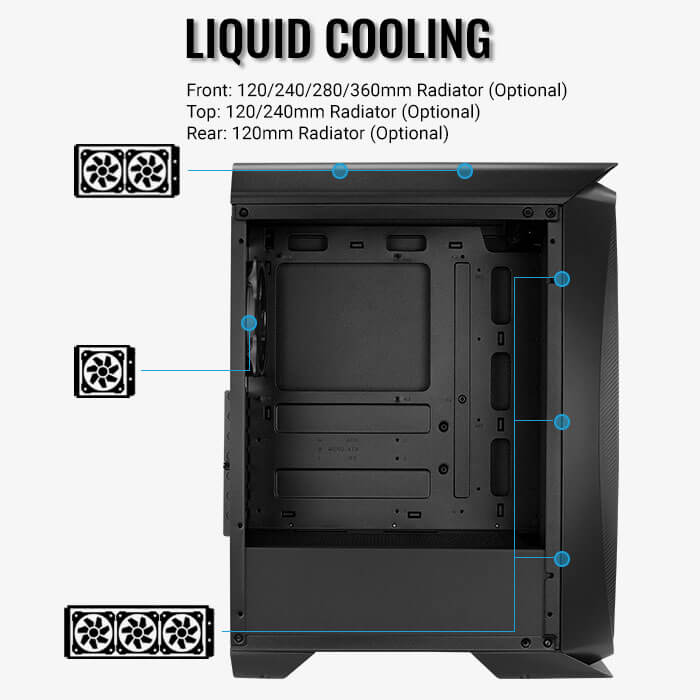 LIQUID COOLING
Front: 120/240/280/360mm Radiator (Optional)
Top: 120/240mm Radiator (Optional)
Rear: 120mm Radiator (Optional)